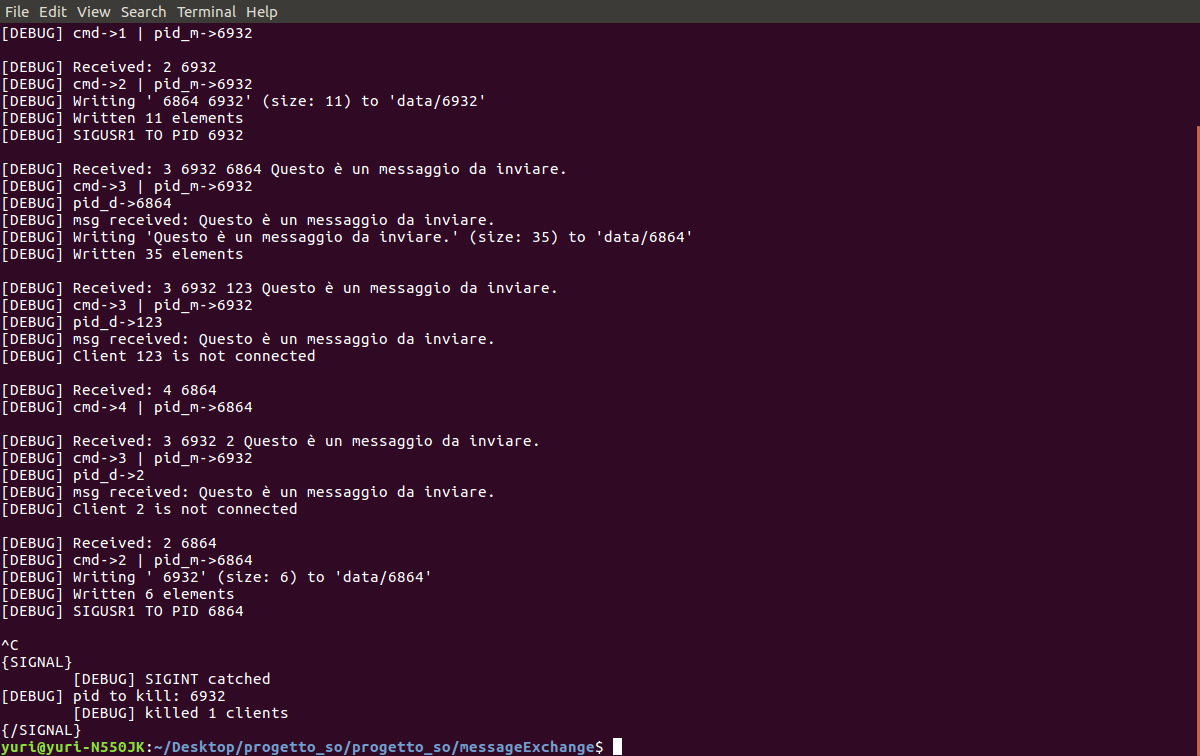 File Edit View Search Terminal Help
[DEBUG] cmd->1 | pid_m->6932
[DEBUG] Received: 2 6932
[DEBUG] cmd->2 | pid_m->6932
[DEBUG] Writing ' 6864 6932' (size: 11) to 'data/6932'
[DEBUG] Written 11 elements
[DEBUG] SIGUSR1 TO PID 6932
[DEBUG] Received: 3 6932 6864 Questo è un messaggio da inviare.
[DEBUG] cmd->3 | pid_m->6932
[DEBUG] pid_d->6864
[DEBUG] msg received: Questo è un messaggio da inviare.
[DEBUG] Writing 'Questo è un messaggio da inviare.' (size: 35) to 'data/6864'
[DEBUG] Written 35 elements
[DEBUG] Received: 3 6932 123 Questo è un messaggio da inviare.
[DEBUG] cmd->3 | pid_m->6932
[DEBUG] pid_d->123
[DEBUG] msg received: Questo è un messaggio da inviare.
[DEBUG] Client 123 is not connected
[DEBUG] Received: 4 6864
[DEBUG] cmd->4 | pid_m->6864
[DEBUG] Received: 3 6932 2 Questo è un messaggio da inviare.
[DEBUG] cmd->3 | pid_m->6932
[DEBUG] pid_d->2
[DEBUG] msg received: Questo è un messaggio da inviare.
[DEBUG] Client 2 is not connected
[DEBUG] Received: 2 6864
[DEBUG] cmd->2 | pid_m->6864
[DEBUG] Writing ' 6932' (size: 6) to 'data/6864'
[DEBUG] Written 6 elements
[DEBUG] SIGUSR1 TO PID 6864
^C
{SIGNAL}
[DEBUG] SIGINT catched
[DEBUG] pid to kill: 6932
[DEBUG] killed 1 clients
{/SIGNAL}
yuri@yuri-N550JK:~/Desktop/progetto_so/progetto_so/messageExchange$